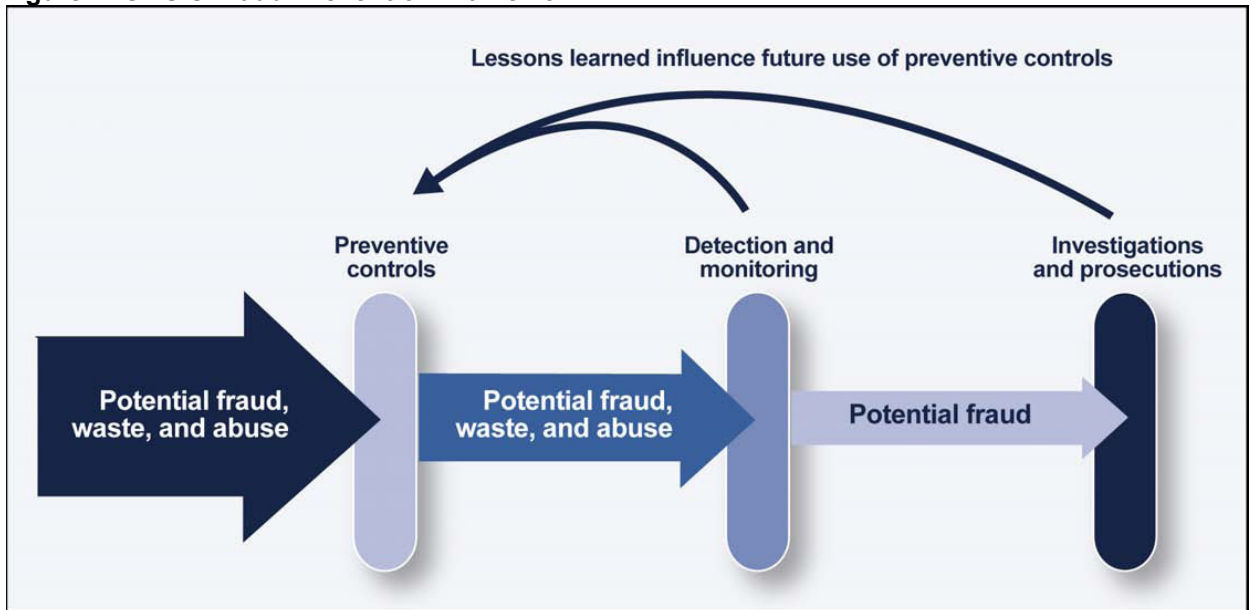 Lessons learned influence future use of preventive controls
Preventive
controls
Detection and
monitoring
Investigations
and prosecutions
Potential fraud,
waste, and abuse
Potential fraud,
waste, and abuse
Potential fraud